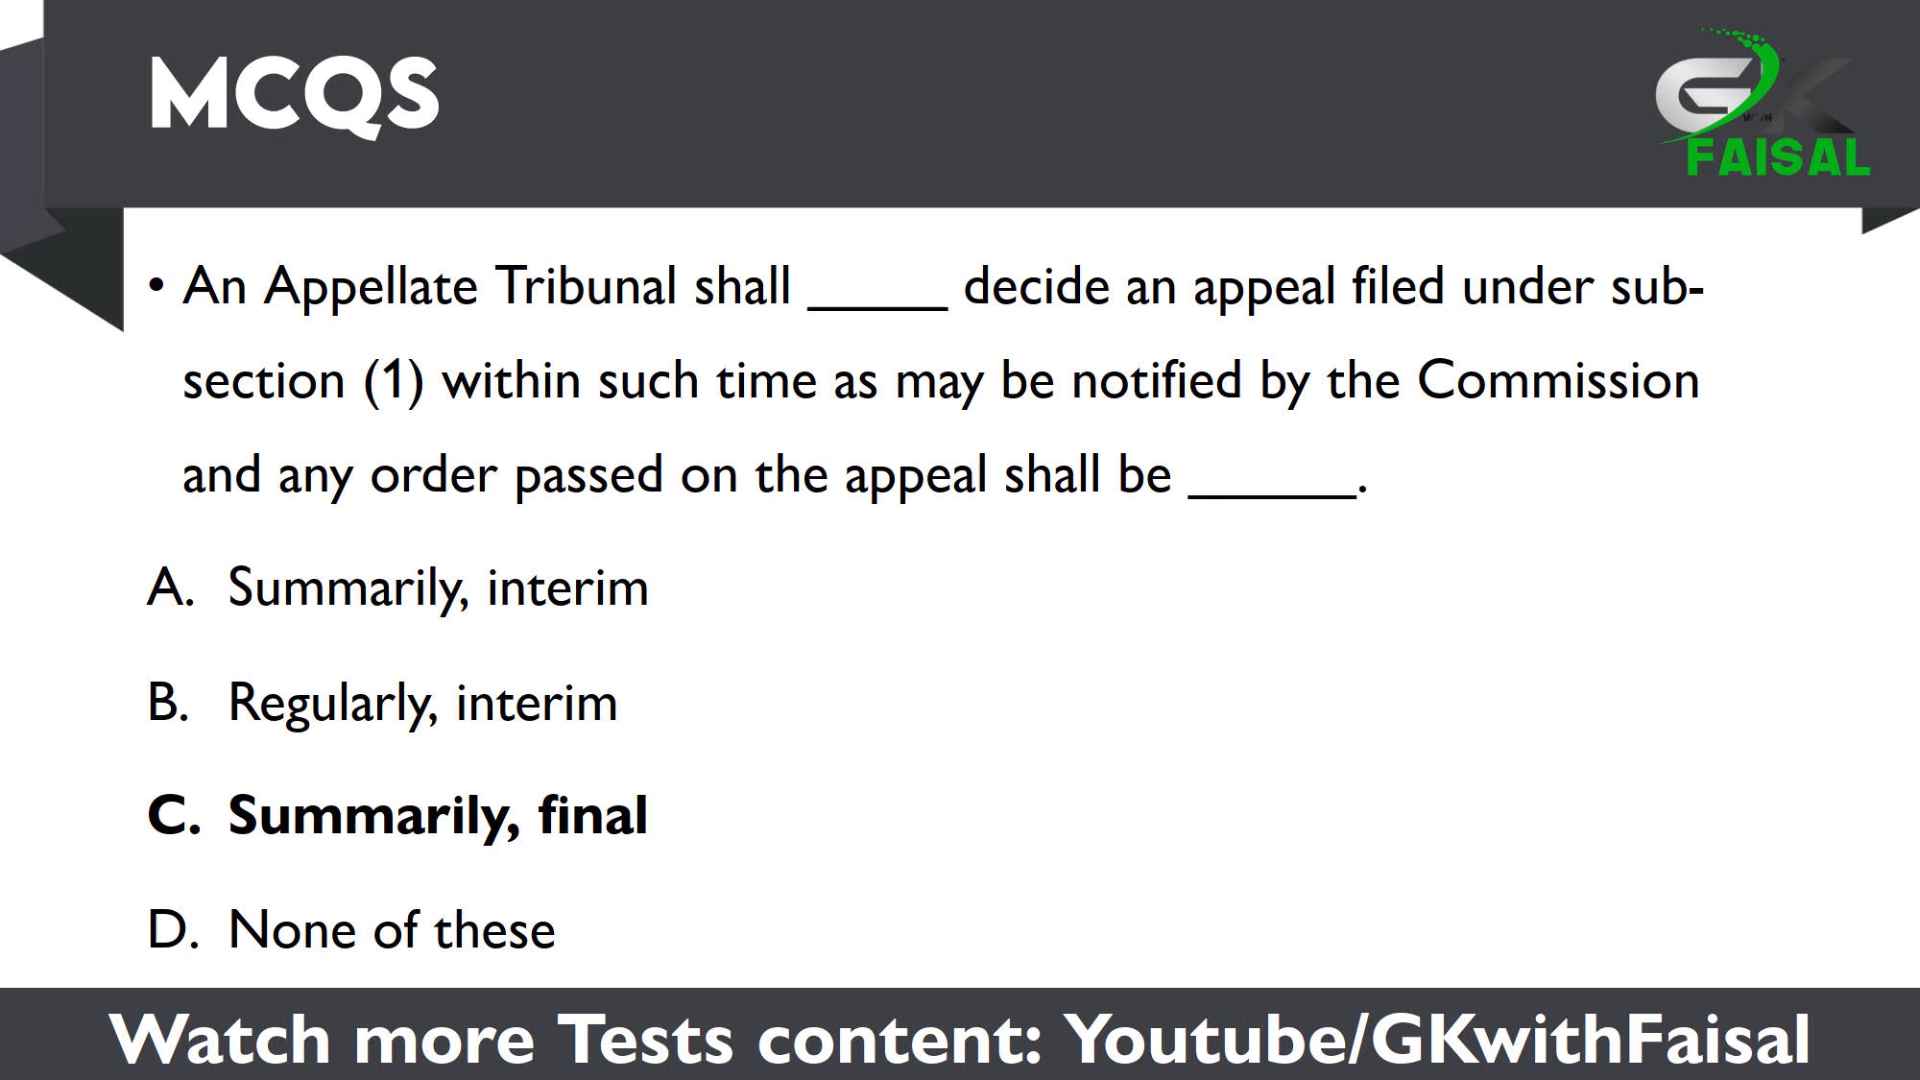 MCQS
GK
WITH
FAISAL
• An Appellate Tribunal shall _____ decide an appeal filed under sub-
section (1) within such time as may be notified by the Commission
and any order passed on the appeal shall be ______.
A. Summarily, interim
B. Regularly, interim
C. Summarily, final
D. None of these
Watch more Tests content: Youtube/GKwithFaisal